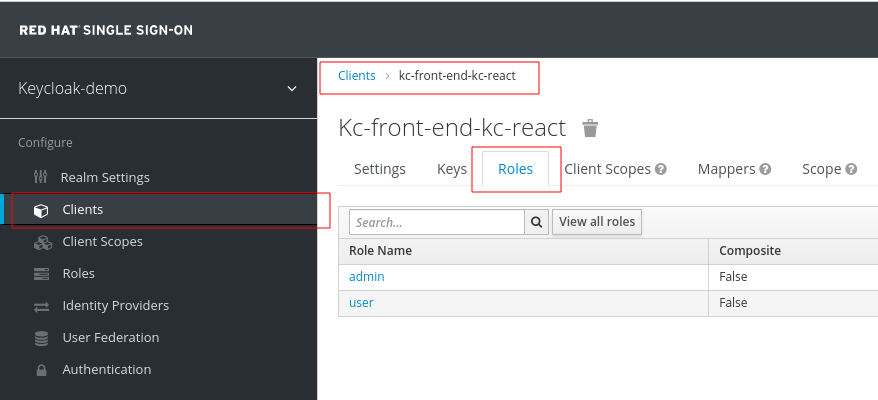 RED HAT® SINGLE SIGN-ON
Keycloak-demo
Configure
Realm Settings
Clients
Client Scopes
Roles
Identity Providers
User Federation
Authentication
Clients > kc-front-end-kc-react
Kc-front-end-kc-react
Settings Keys Roles Client Scopes Mappers Scope
Search... View all roles
Role Name Composite
admin False
user False